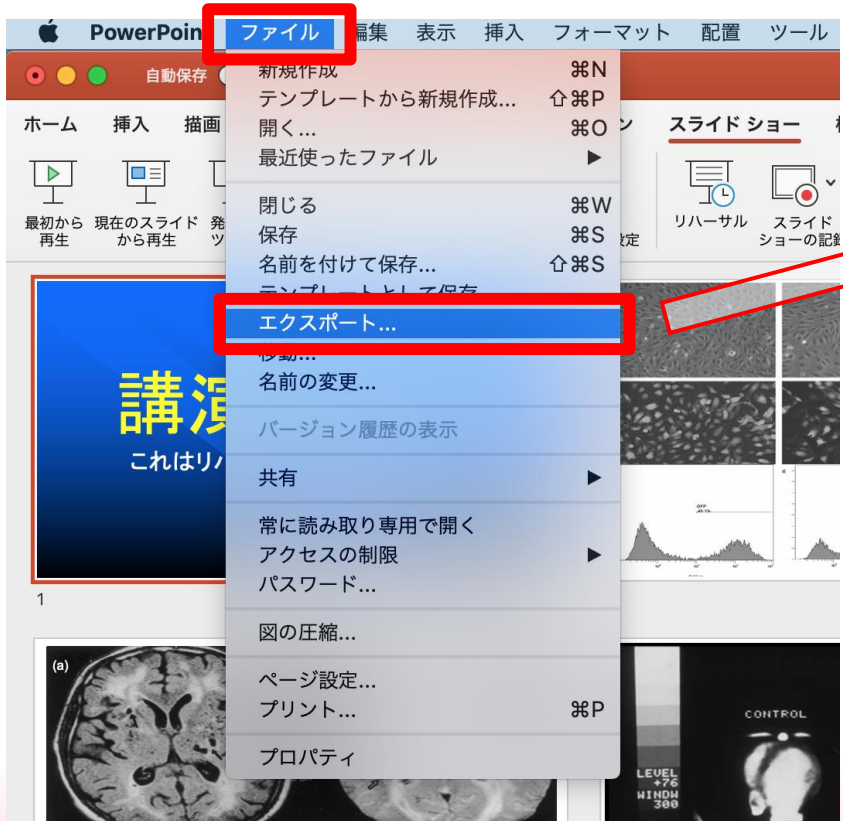 PowerPoin ファイル 編集 表示 挿入 フォーマット 配置 ツール
自動保存
新規作成 ⌘N
テンプレートから新規作成... ⇧⌘P
開く... ⌘O
最近使ったファイル ▶
閉じる ⌘W
保存 ⌘S
名前を付けて保存... ⇧⌘S
テンプレートとして保存
エクスポート...
移動...
名前の変更...
バージョン履歴の表示
共有 ▶
常に読み取り専用で開く
アクセスの制限 ▶
パスワード...
図の圧縮...
ページ設定...
プリント... ⌘P
プロパティ
ホーム 挿入 描画 ン スライド ショー
最初から
再生
現在のスライド
から再生
発
ツ
定
リハーサル
スライド
ショーの記録
講演
これはリハ
1
(a)
CONTROL
LEVEL
+76
WINDW
300